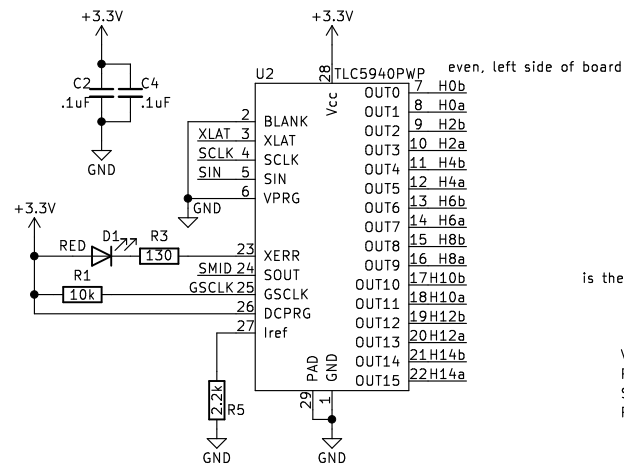 +3.3V
+3.3V
U2
TLC5940PWP
even, left side of board
C2
C4
.1uF
.1uF
GND
28
Vcc
2 BLANK
XLAT 3 XLAT
SCLK 4 SCLK
SIN 5 SIN
6 VPRG
GND
OUT0 7 H0b
OUT1 8 H0a
OUT2 9 H2b
OUT3 10 H2a
OUT4 11 H4b
OUT5 12 H4a
OUT6 13 H6b
OUT7 14 H6a
OUT8 15 H8b
OUT9 16 H8a
OUT10 17 H10b
OUT11 18 H10a
OUT12 19 H12b
OUT13 20 H12a
OUT14 21 H14b
OUT15 22 H14a
+3.3V
RED
D1
R3
130
23 XERR
SMID 24 SOUT
R1
10k
GSCLK 25 GSCLK
26 DCPRG
27 Iref
2.2k
R5
GND
PAD
GND
29
1
GND
is the